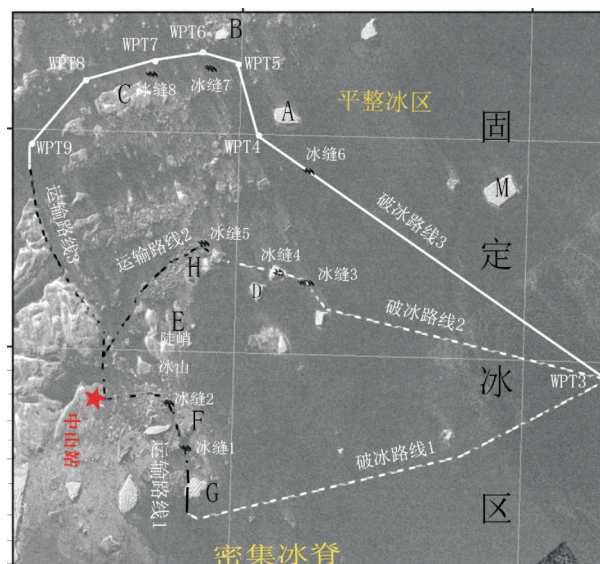 B
WPT6
WPT7
WPT5
WPT8
冰缝7
冰缝8
C
平整冰区
A
固
WPT4
WPT9
冰缝6
M
运输路线3
运输路线2
破冰路线3
冰缝5
定
冰缝4
H
冰缝3
D
E
破冰路线2
陡峭
冰山
冰
WPT3
冰缝2
F
中山站
冰缝1
破冰路线1
运输路线1
G
区
密集冰脊